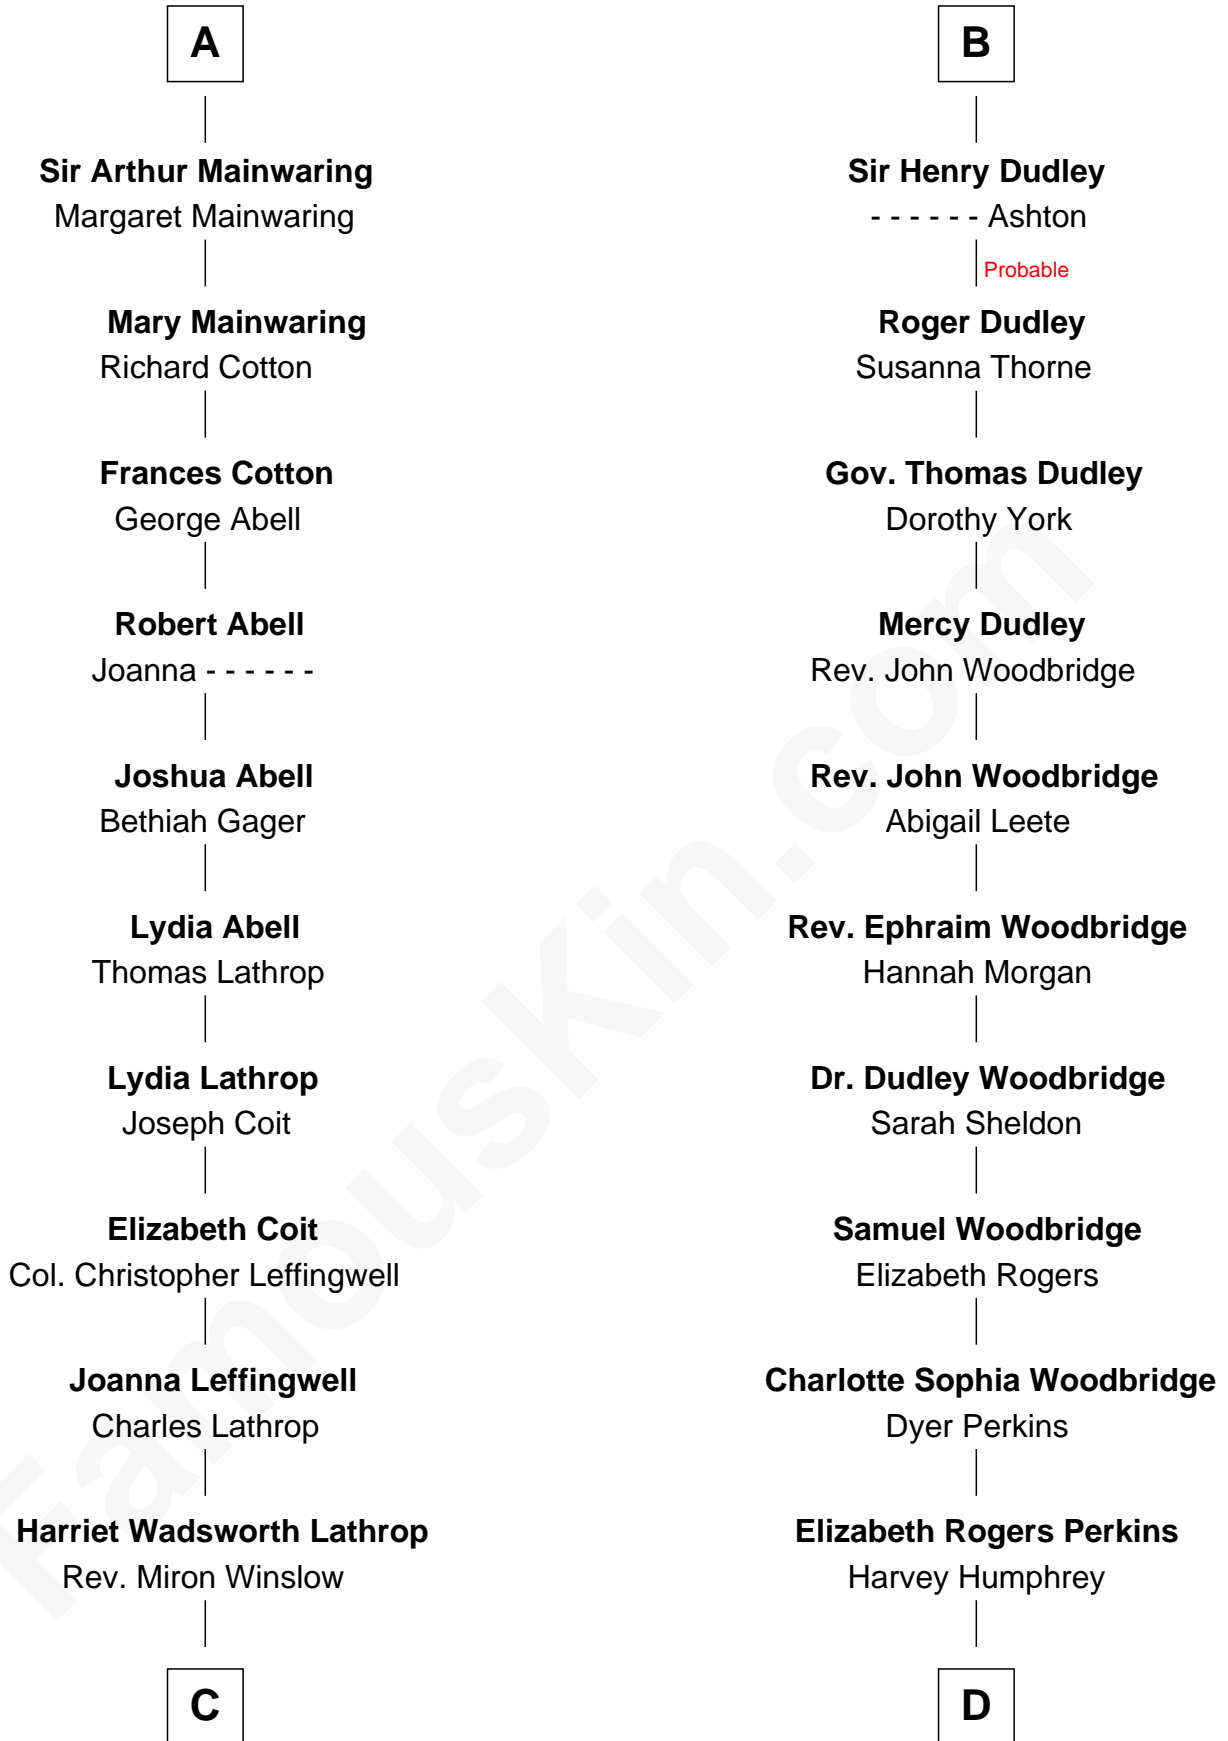 A
Sir Arthur Mainwaring
Margaret Mainwaring
Mary Mainwaring
Richard Cotton
Frances Cotton
George Abell
Robert Abell
Joanna - - - - - -
Joshua Abell
Bethiah Gager
Lydia Abell
Thomas Lathrop
Lydia Lathrop
Joseph Coit
Elizabeth Coit
Col. Christopher Leffingwell
Joanna Leffingwell
Charles Lathrop
Harriet Wadsworth Lathrop
Rev. Miron Winslow
C
B
Sir Henry Dudley
- - - - - - Ashton
Probable
Roger Dudley
Susanna Thorne
Gov. Thomas Dudley
Dorothy York
Mercy Dudley
Rev. John Woodbridge
Rev. John Woodbridge
Abigail Leete
Rev. Ephraim Woodbridge
Hannah Morgan
Dr. Dudley Woodbridge
Sarah Sheldon
Samuel Woodbridge
Elizabeth Rogers
Charlotte Sophia Woodbridge
Dyer Perkins
Elizabeth Rogers Perkins
Harvey Humphrey
D
FamousKin.com